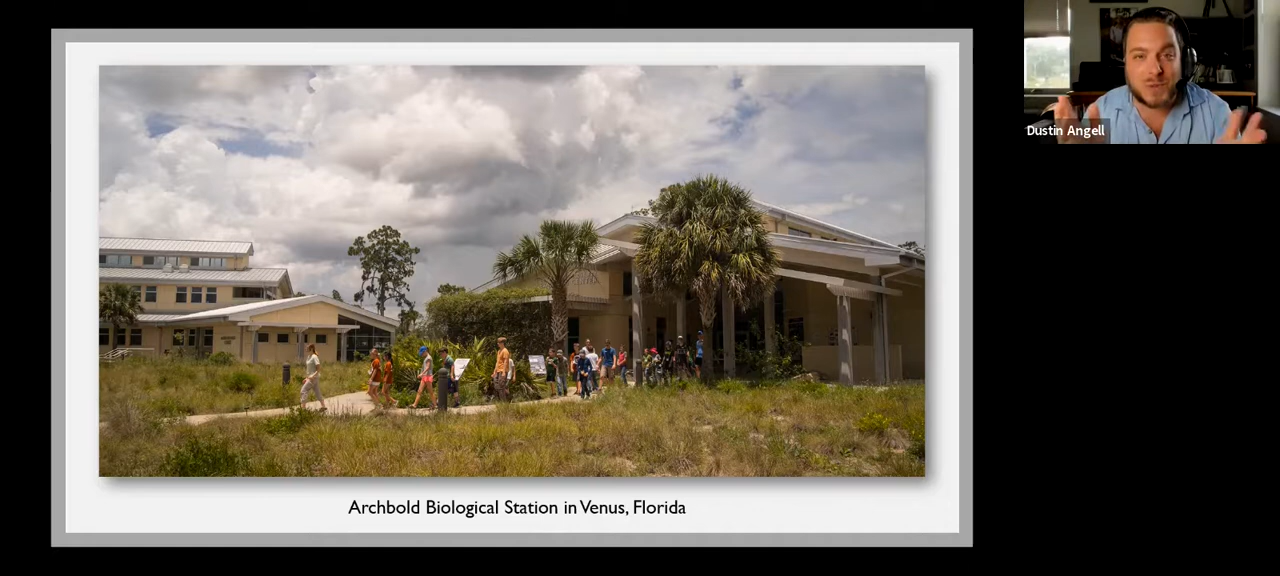 Dustin Angell
Archbold Biological Station in Venus, Florida